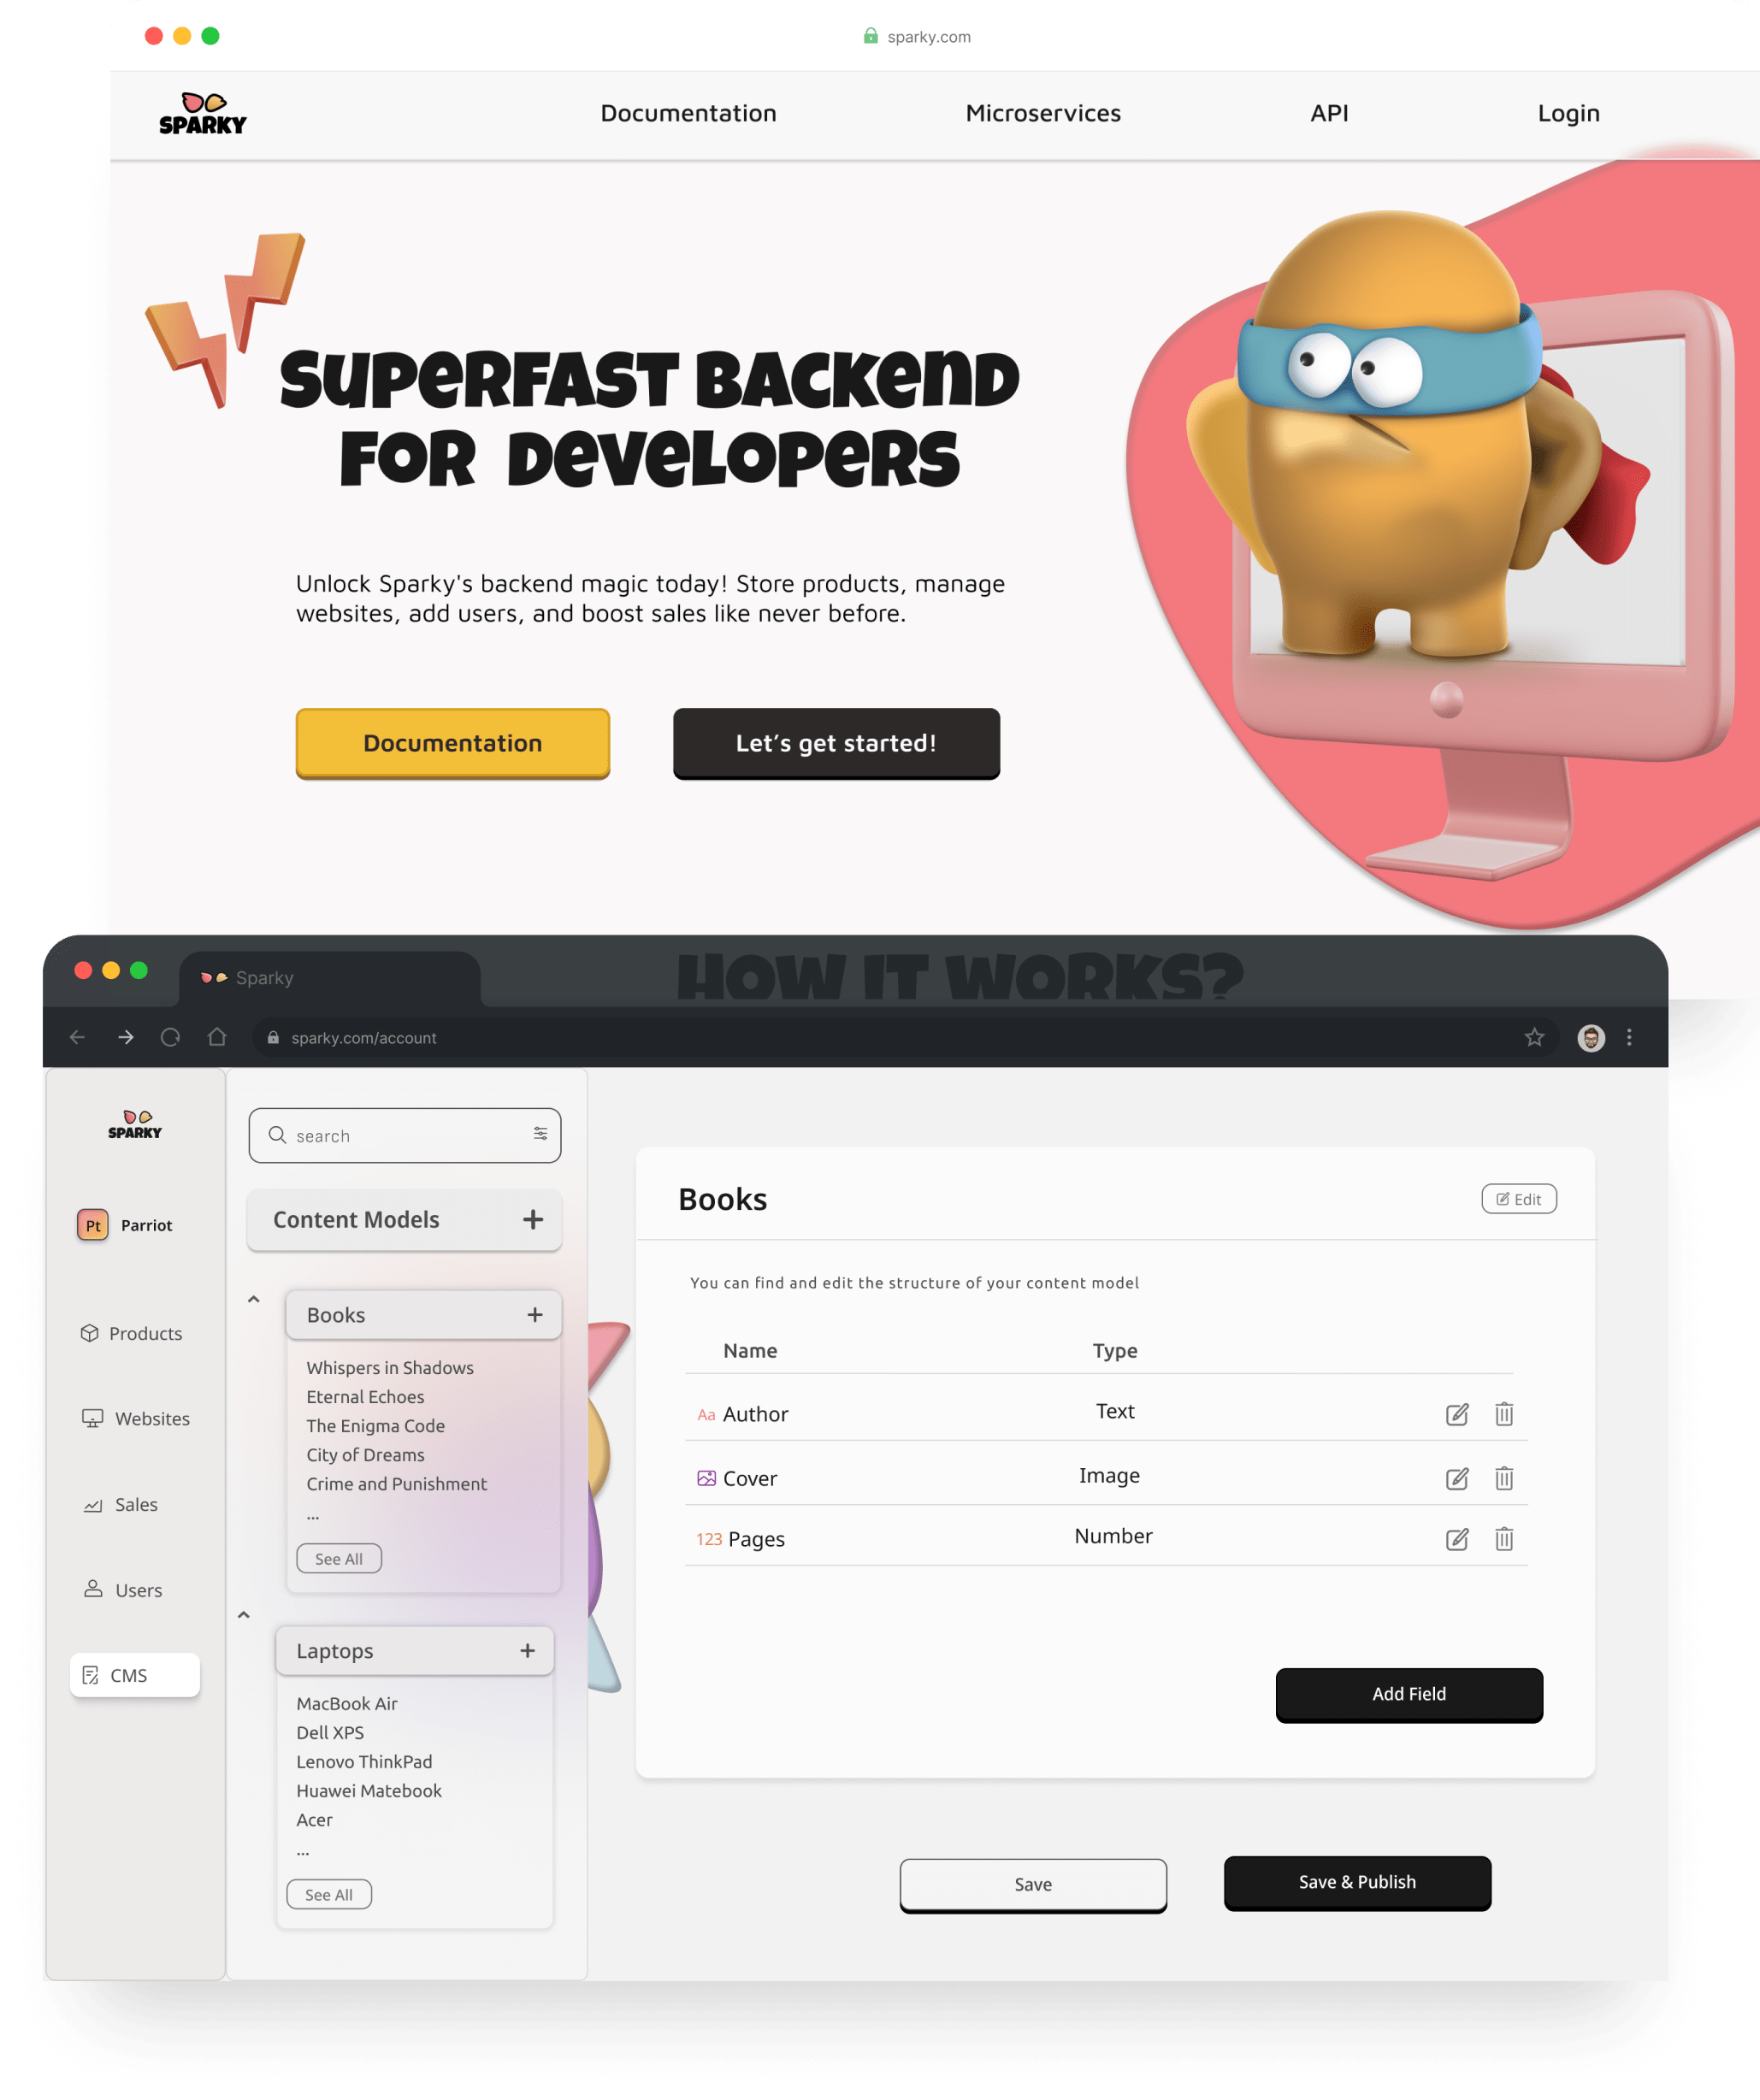 sparky.com
SPARKY
Documentation
Microservices
API
Login
SUPERFAST BACKEND
FOR DEVELOPERS
Unlock Sparky's backend magic today! Store products, manage
websites, add users, and boost sales like never before.
Documentation
Let’s get started!
HOW IT WORKS?
Sparky
sparky.com/account
SPARKY
Pt Parriot
Products
Websites
Sales
Users
CMS
search
Content Models
Books
Whispers in Shadows
Eternal Echoes
The Enigma Code
City of Dreams
Crime and Punishment
...
See All
Laptops
MacBook Air
Dell XPS
Lenovo ThinkPad
Huawei Matebook
Acer
...
See All
Books
Edit
You can find and edit the structure of your content model
Name Type
Aa Author Text
Cover Image
123 Pages Number
Add Field
Save
Save & Publish